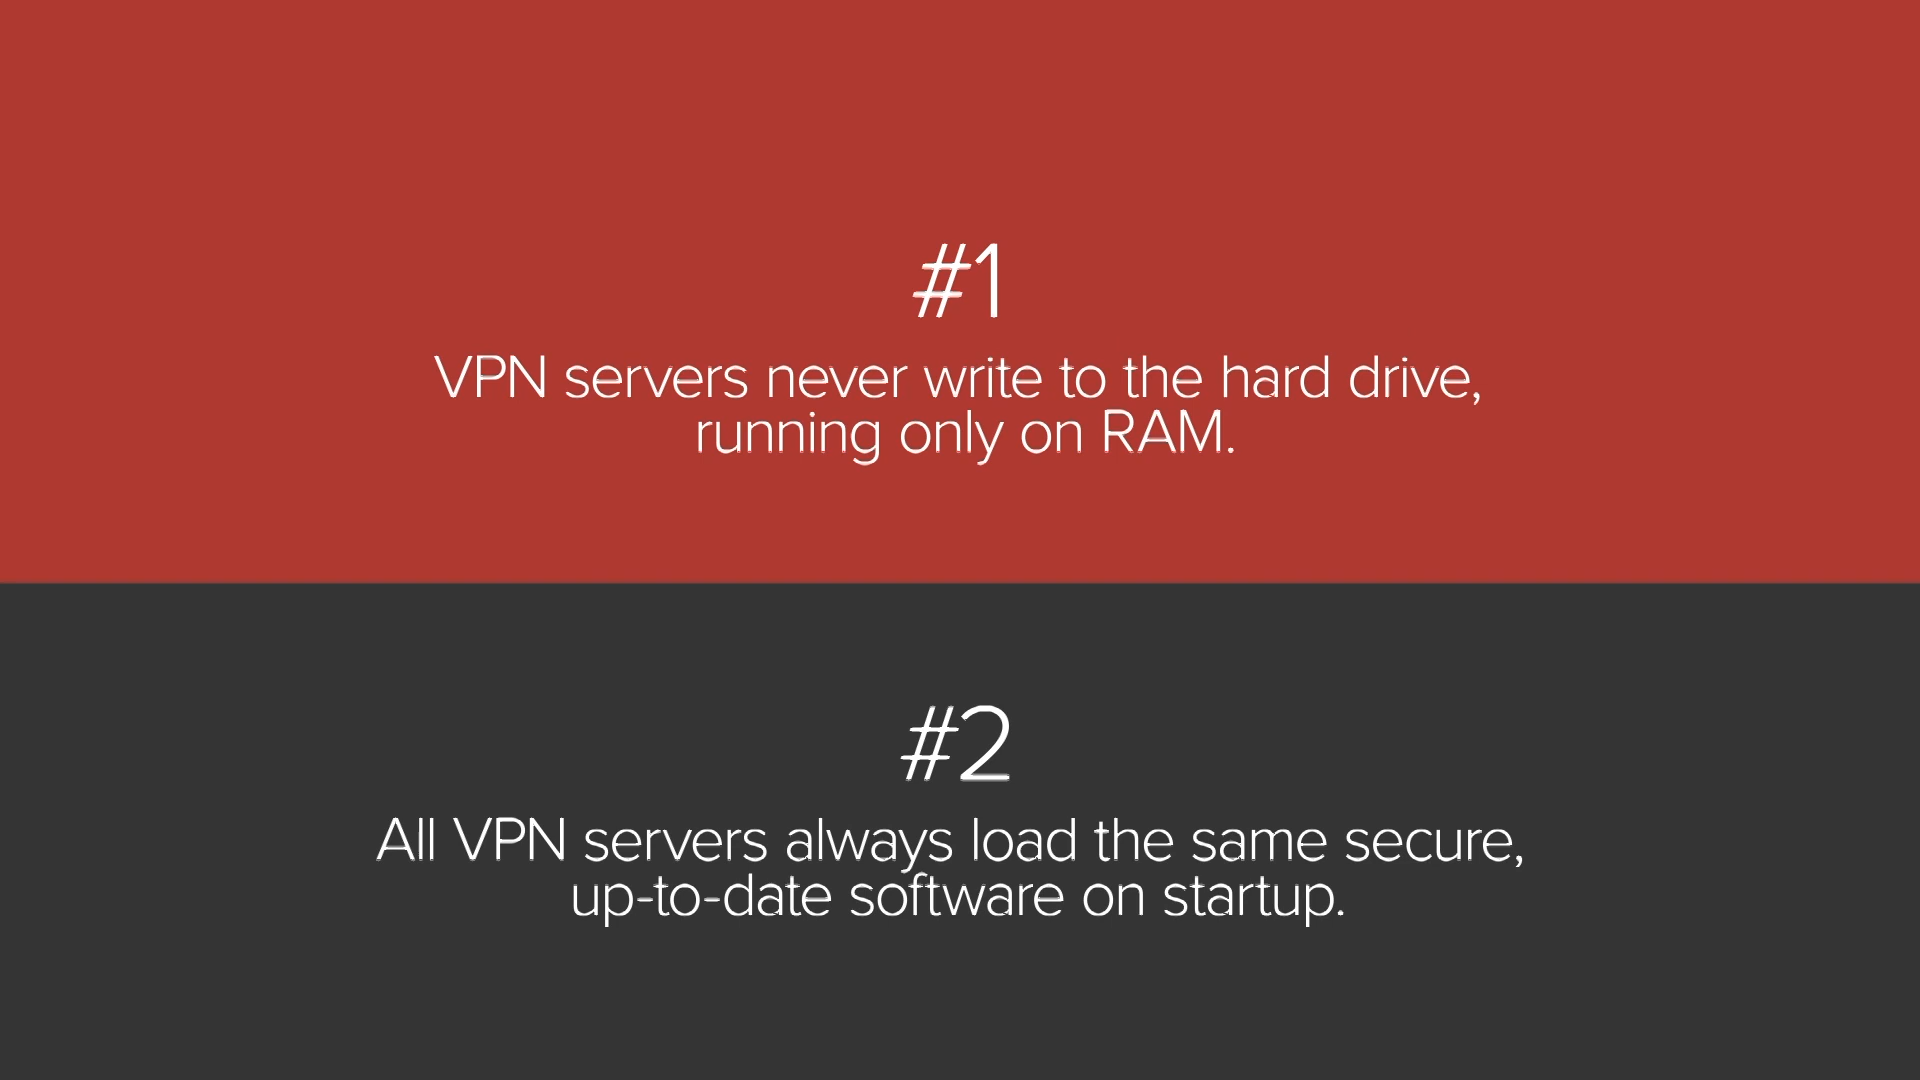 #1
VPN servers never write to the hard drive,
running only on RAM.
#2
All VPN servers always load the same secure,
up-to-date software on startup.